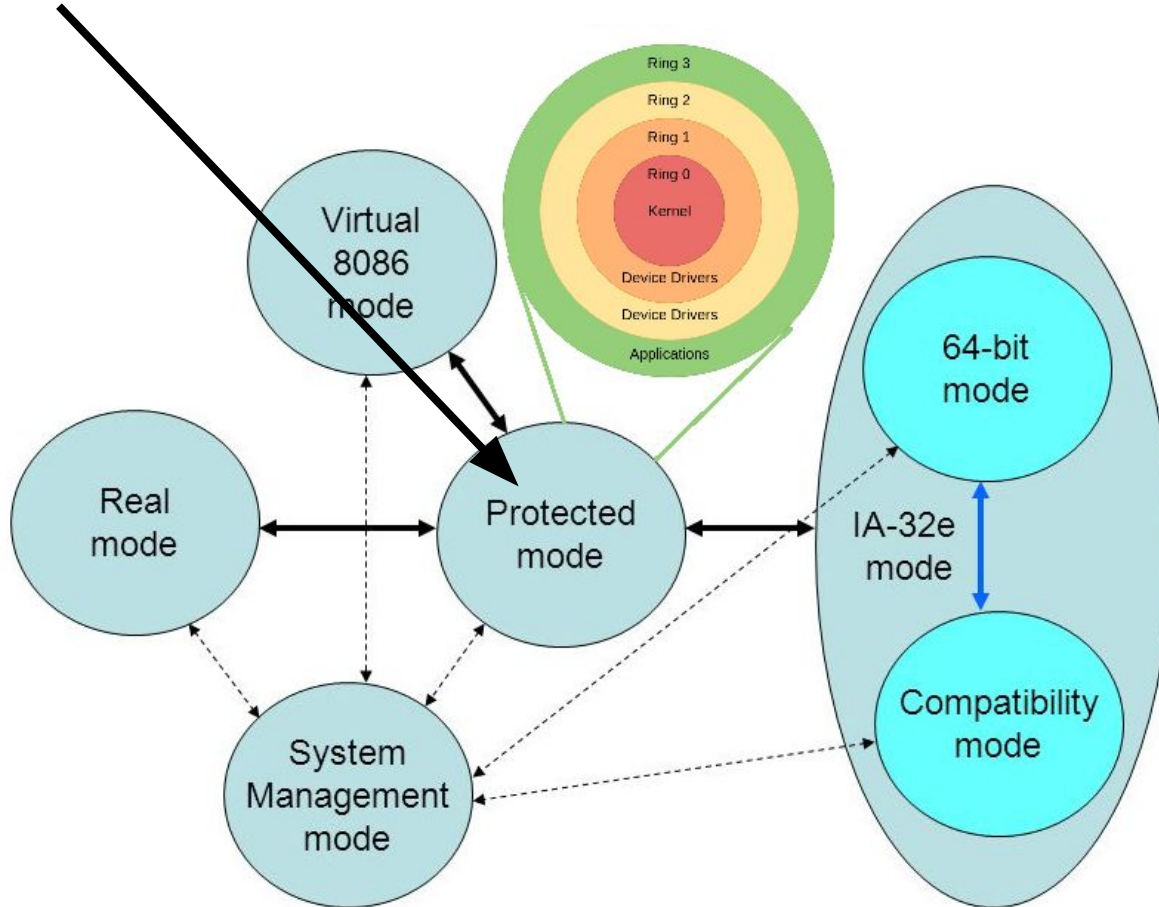 Ring 3
Ring 2
Ring 1
Ring 0
Kernel
Device Drivers
Device Drivers
Applications
Virtual
8086
mode
64-bit
mode
Real
mode
Protected
mode
IA-32e
mode
System
Management
mode
Compatibility
mode